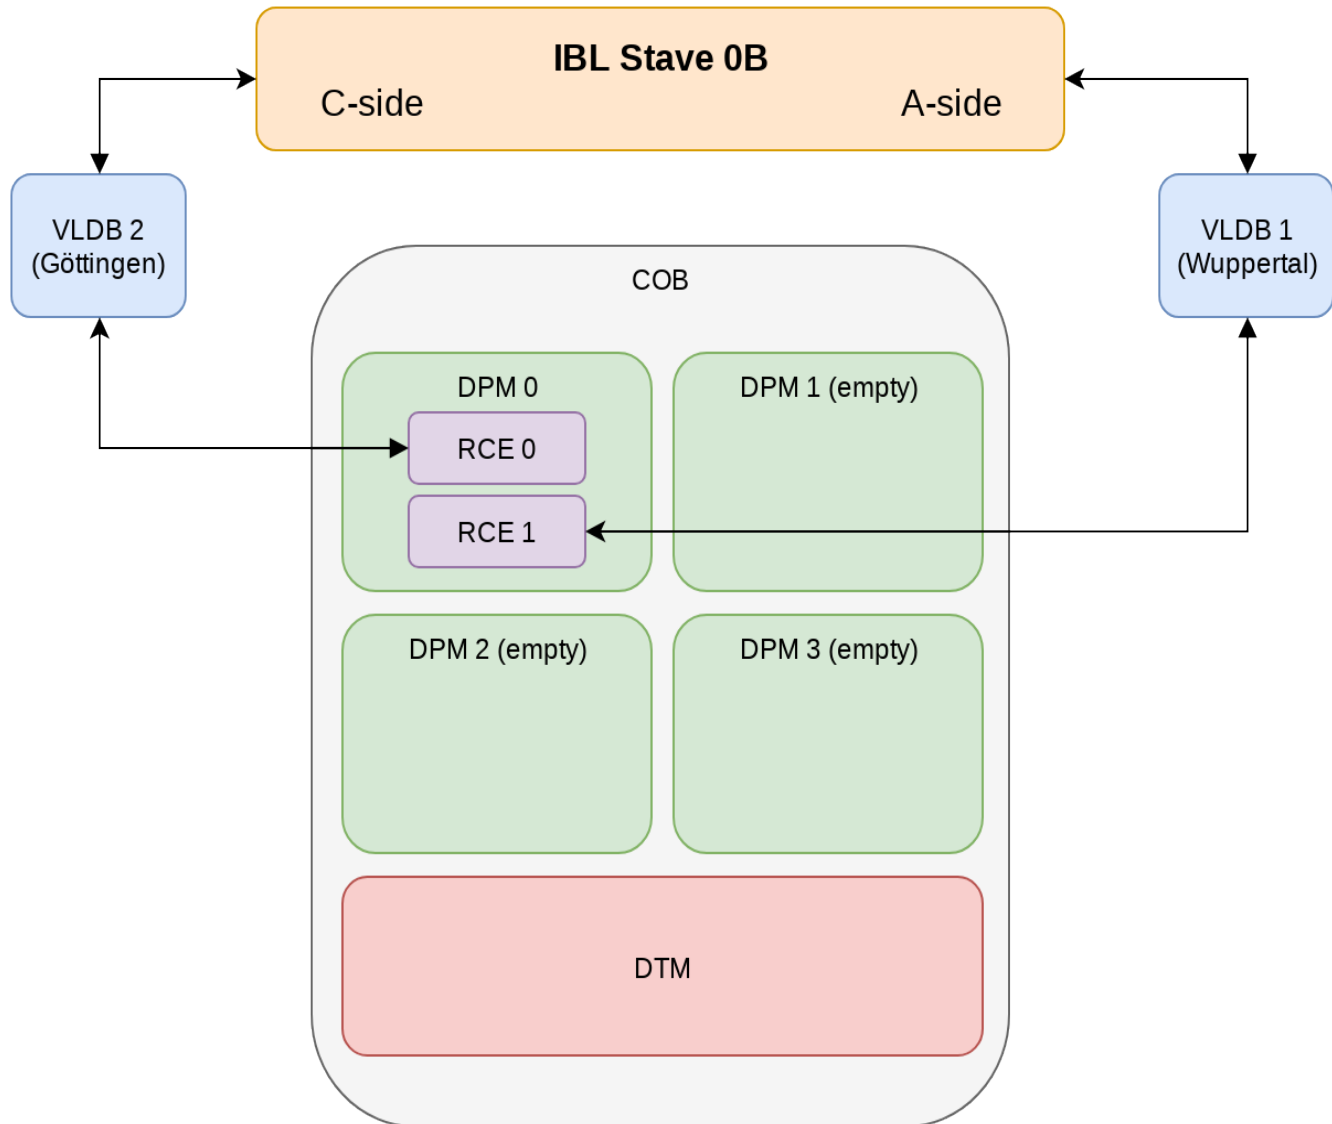 IBL Stave 0B
C-side
A-side
VLDB 2
(Göttingen)
VLDB 1
(Wuppertal)
COB
DPM 0
DPM 1 (empty)
RCE 0
RCE 1
DPM 2 (empty)
DPM 3 (empty)
DTM